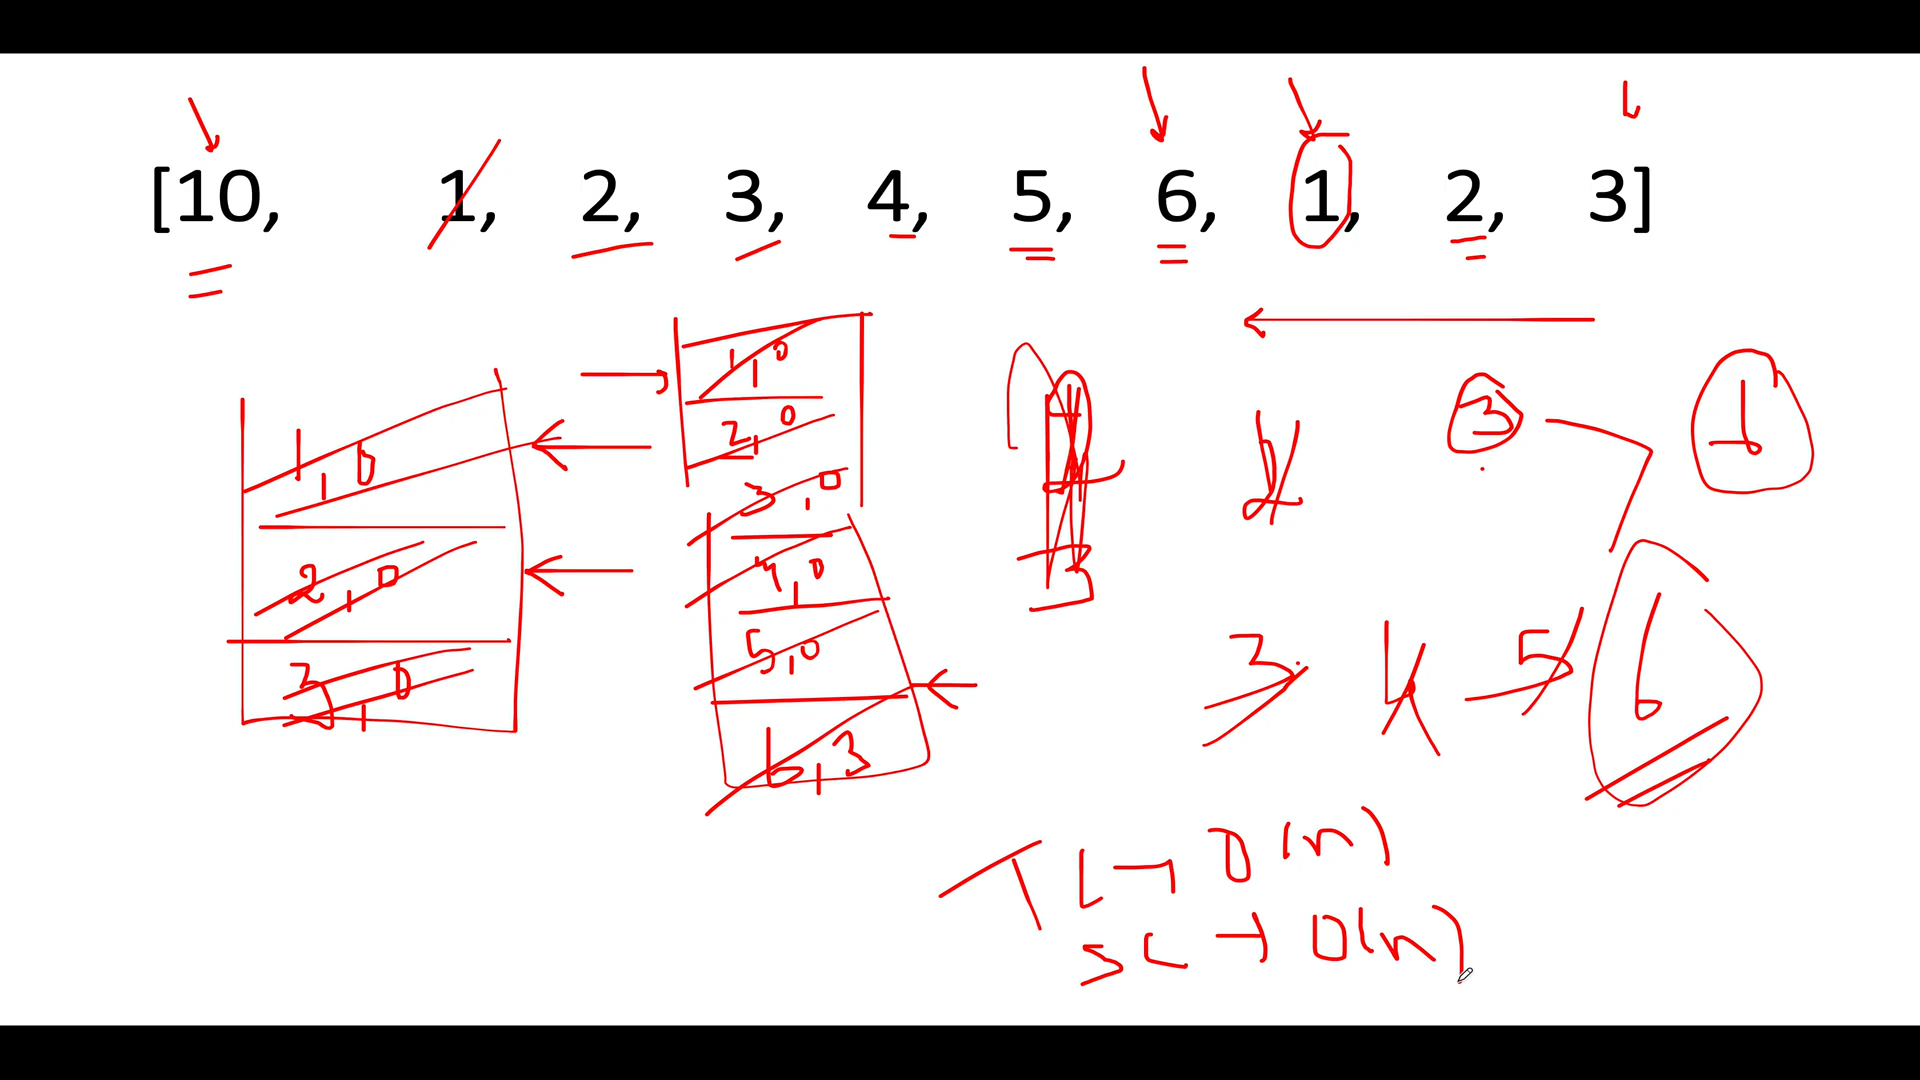 [10, 1, 2, 3, 4, 5, 6, 1, 2, 3]
1,0
2,0
3,0
1,0
2,0
3,0
4,0
5,0
6,3
3
6
3 4 5 6
TC → O(n)
SC → O(n)